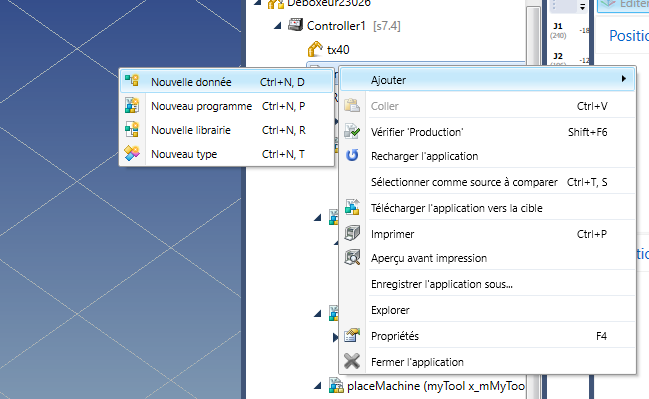 Deboxeur23026
Controller1 [s7.4]
tx40
J1
(240)
-18
J2
Editer
Positio
Nouvelle donnée Ctrl+N, D
Nouveau programme Ctrl+N, P
Nouvelle librairie Ctrl+N, R
Nouveau type Ctrl+N, T
Ajouter
Coller Ctrl+V
Vérifier 'Production' Shift+F6
Recharger l'application
Sélectionner comme source à comparer Ctrl+T, S
Télécharger l'application vers la cible
Imprimer Ctrl+P
Aperçu avant impression
Enregistrer l'application sous...
Explorer
Propriétés F4
Fermer l'application
placeMachine (myTool x_mMyToo